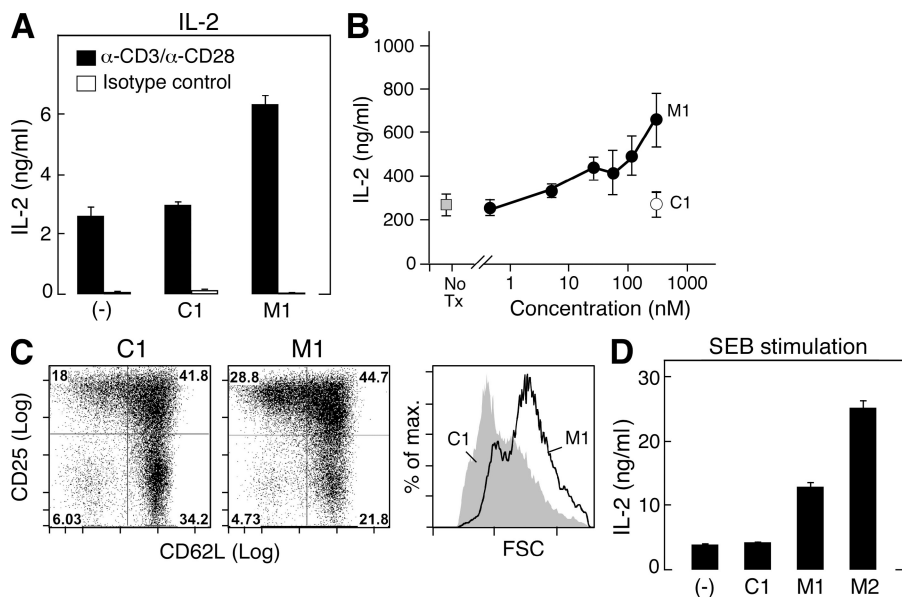 A
IL-2
α-CD3/α-CD28
Isotype control
IL-2 (ng/ml)
6
4
2
0
(-)
C1
M1
B
IL-2 (ng/ml)
1000
800
600
400
200
0
M1
C1
No
Tx
1
10
100
1000
Concentration (nM)
C
C1
M1
18
41.8
28.8
44.7
6.03
34.2
4.73
21.8
CD25 (Log)
CD62L (Log)
% of max.
C1
M1
FSC
D
SEB stimulation
IL-2 (ng/ml)
30
20
10
0
(-)
C1
M1
M2